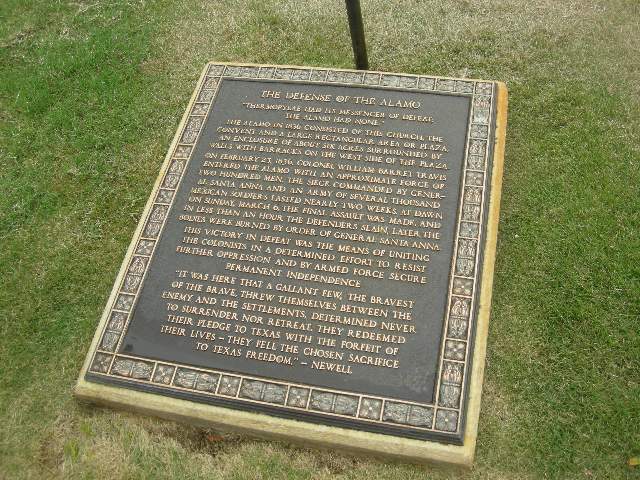 THE DEFENSE OF THE ALAMO
"THERMOPYLAE HAD ITS MESSENGER OF DEFEAT,
THE ALAMO HAD NONE."
THE ALAMO IN 1836 CONSISTED OF THIS CHURCH, THE
CONVENT AND A LARGE RECTANGULAR AREA OR PLAZA,
AN ENCLOSURE OF ABOUT SIX ACRES SURROUNDED BY
WALLS WITH BARRACKS ON THE WEST SIDE OF THE PLAZA
ON FEBRUARY 23, 1836, COLONEL WILLIAM BARRET TRAVIS
ENTERED THE ALAMO WITH AN APPROXIMATE FORCE OF
TWO HUNDRED MEN. THE SIEGE COMMANDED BY GENER-
AL SANTA ANNA AND AN ARMY OF SEVERAL THOUSAND
MEXICAN SOLDIERS LASTED NEARLY TWO WEEKS. AT DAWN
ON SUNDAY, MARCH 6, THE FINAL ASSAULT WAS MADE, AND
IN LESS THAN AN HOUR THE DEFENDERS SLAIN, LATER THE
BODIES WERE BURNED BY ORDER OF GENERAL SANTA ANNA
THIS VICTORY IN DEFEAT WAS THE MEANS OF UNITING
THE COLONISTS IN A DETERMINED EFFORT TO RESIST
FURTHER OPPRESSION AND BY ARMED FORCE SECURE
PERMANENT INDEPENDENCE
"IT WAS HERE THAT A GALLANT FEW, THE BRAVEST
OF THE BRAVE, THREW THEMSELVES BETWEEN THE
ENEMY AND THE SETTLEMENTS, DETERMINED NEVER
TO SURRENDER NOR RETREAT, THEY REDEEMED
THEIR PLEDGE TO TEXAS WITH THE FORFEIT OF
THEIR LIVES – THEY FELL THE CHOSEN SACRIFICE
TO TEXAS FREEDOM." – NEWELL